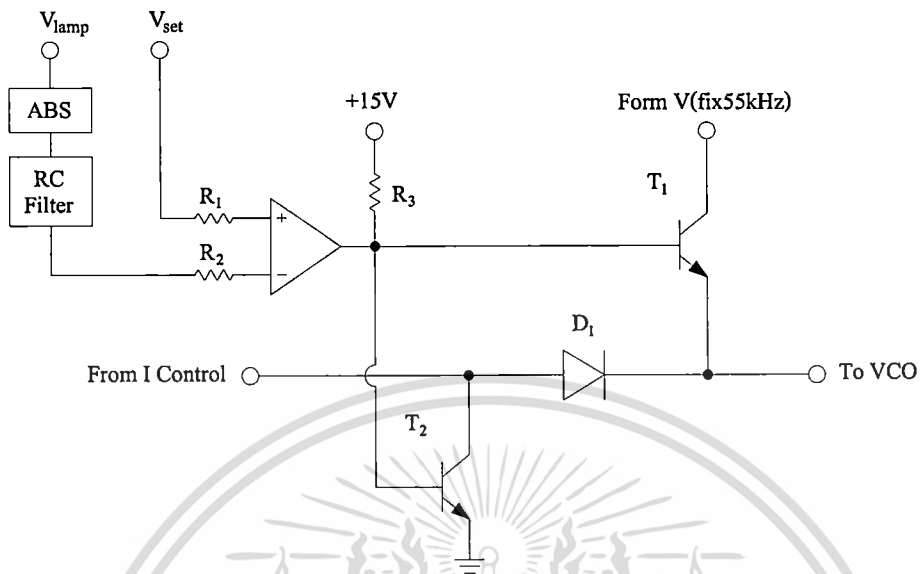 V_lamp
V_set
ABS
RC
Filter
R_1
R_2
+
−
+15V
R_3
Form V(fix55kHz)
T_1
D_1
From I Control
To VCO
T_2